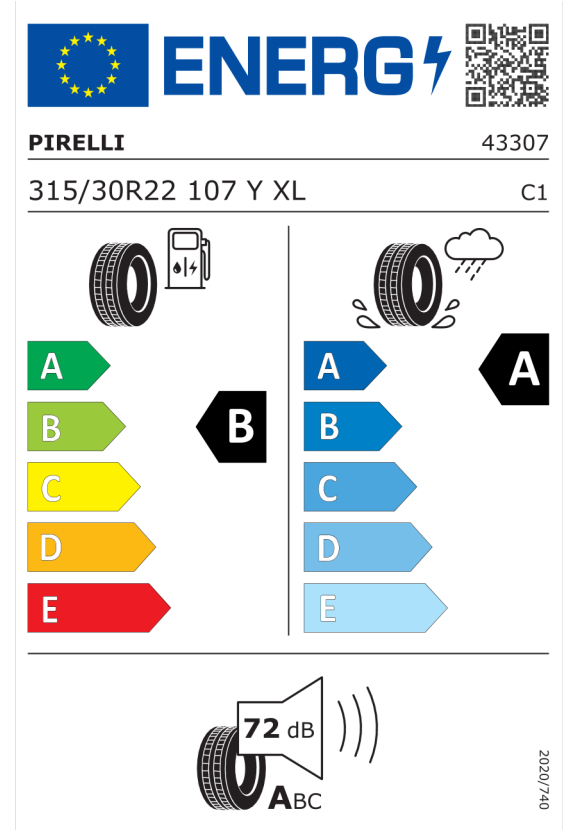 ENERG
PIRELLI 43307
315/30R22 107 Y XL C1
A A A
B B B
C C
D D
E E
72 dB
ABC
2020/740